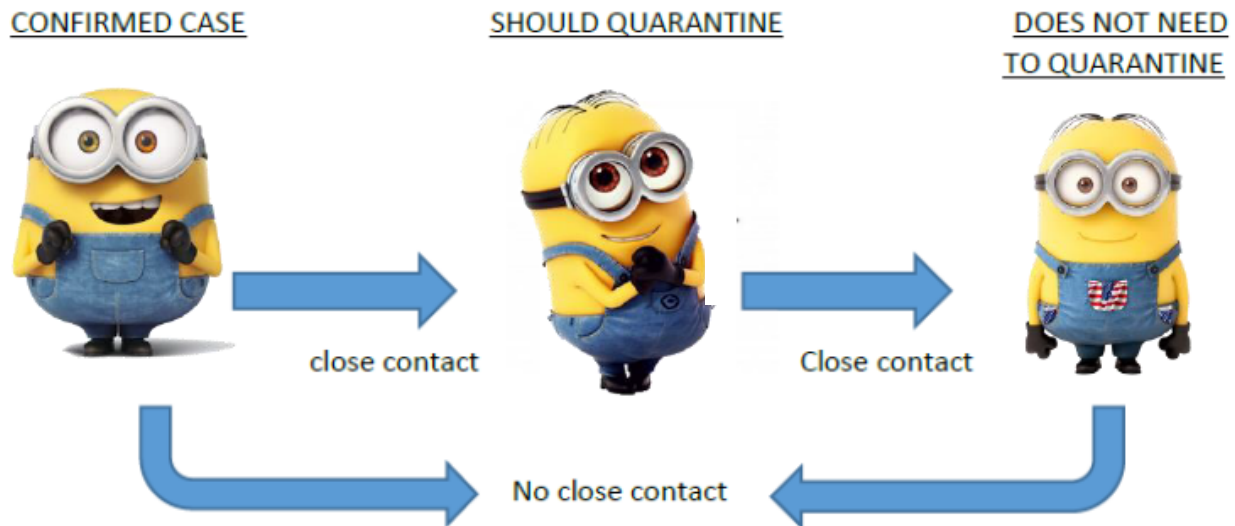 CONFIRMED CASE
SHOULD QUARANTINE
DOES NOT NEED
TO QUARANTINE
close contact
Close contact
No close contact